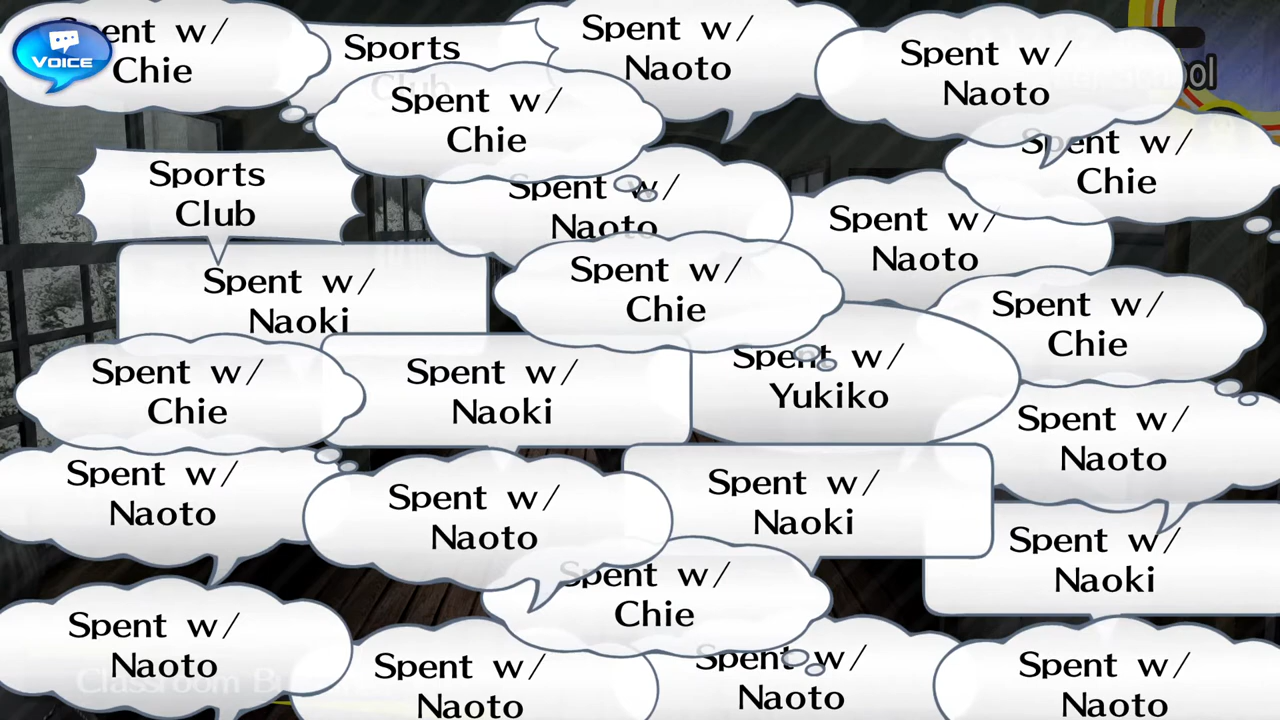 Spent w/
Chie
VOICE
Sports
Club
Spent w/
Naoto
Spent w/
Naoto
Spent w/
Chie
Spent w/
Chie
Sports
Club
Spent w/
Naoto
Spent w/
Naoto
Spent w/
Naoki
Spent w/
Chie
Spent w/
Chie
Spent w/
Chie
Spent w/
Naoki
Spent w/
Yukiko
Spent w/
Naoto
Spent w/
Naoto
Spent w/
Naoto
Spent w/
Naoki
Spent w/
Naoki
Spent w/
Chie
Spent w/
Naoto
Spent w/
Naoto
Spent w/
Naoto
Spent w/
Naoto
Classroom